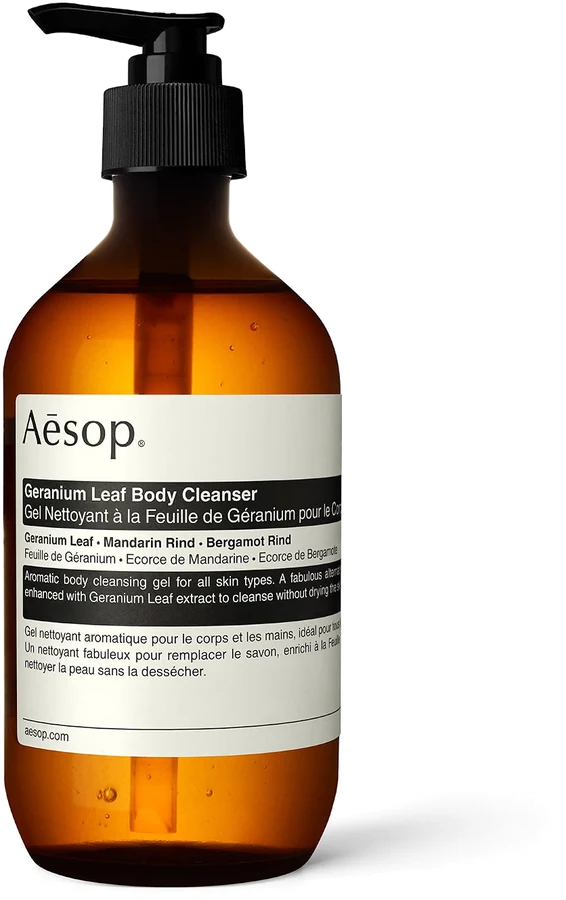 Aēsop®
Geranium Leaf Body Cleanser
Gel Nettoyant à la Feuille de Géranium pour le Corps
Geranium Leaf • Mandarin Rind • Bergamot Rind
Feuille de Géranium • Ecorce de Mandarine • Ecorce de Bergamote
Aromatic body cleansing gel for all skin types. A fabulous
enhanced with Geranium Leaf extract to cleanse without drying the
Gel nettoyant aromatique pour le corps et les mains, idéal pour
Un nettoyant fabuleux pour remplacer le savon, enrichi à la
nettoyer la peau sans la dessécher.
aesop.com